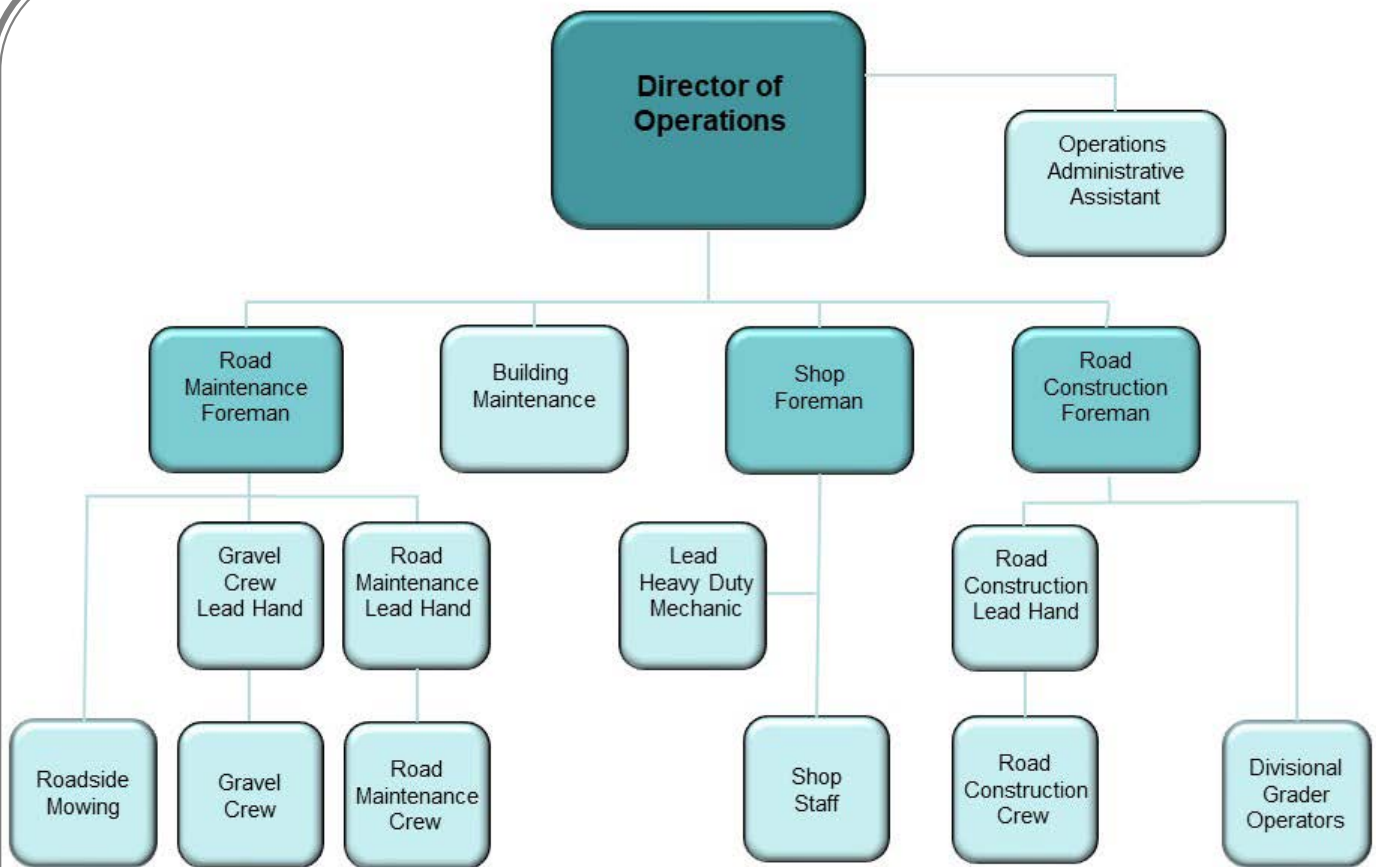 Director of
Operations
Operations
Administrative
Assistant
Road
Maintenance
Foreman
Building
Maintenance
Shop
Foreman
Road
Construction
Foreman
Gravel
Crew
Lead Hand
Road
Maintenance
Lead Hand
Lead
Heavy Duty
Mechanic
Road
Construction
Lead Hand
Roadside
Mowing
Gravel
Crew
Road
Maintenance
Crew
Shop
Staff
Road
Construction
Crew
Divisional
Grader
Operators